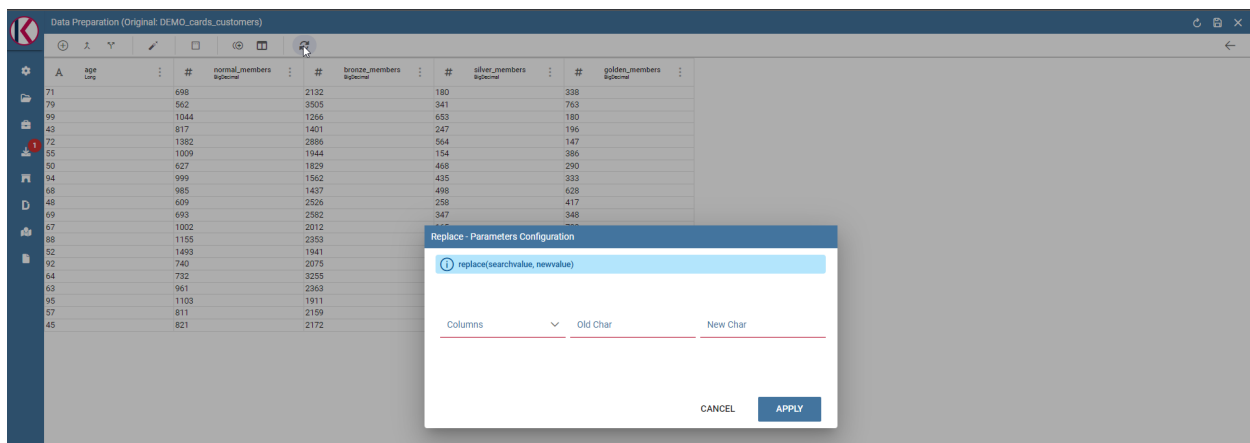 Data Preparation (Original: DEMO_cards_customers)
A age Long # normal_members BigDecimal # bronze_members BigDecimal # silver_members BigDecimal # golden_members BigDecimal
71 698 2132 180 338
79 562 3505 341 763
99 1044 1266 653 180
43 817 1401 247 196
72 1382 2886 564 147
1
55 1009 1944 154 386
50 627 1829 468 290
94 999 1562 435 333
68 985 1437 498 628
48 609 2526 258 417
69 693 2582 347 348
67 1002 2012
88 1155 2353
52 1493 1941
92 740 2075
64 732 3255
63 961 2363
95 1103 1911
57 811 2159
45 821 2172
Replace - Parameters Configuration
replace(searchvalue, newvalue)
Columns Old Char New Char
CANCEL APPLY